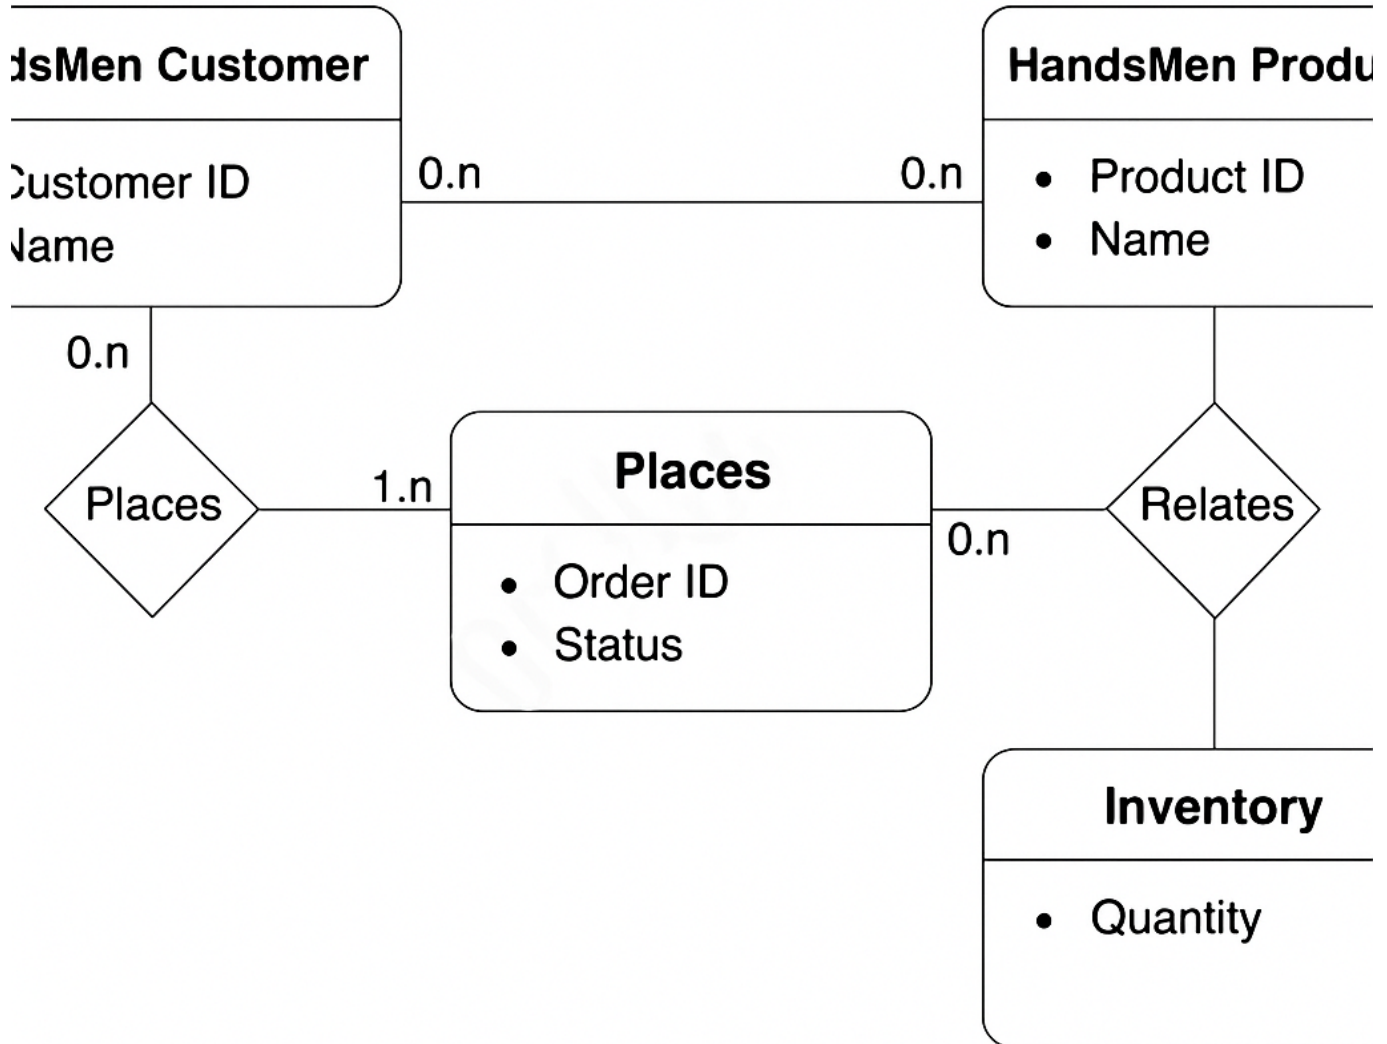 dsMen Customer
HandsMen Produ
Customer ID
Name
0.n
0.n
• Product ID
• Name
0.n
Places
1.n
Places
• Order ID
• Status
0.n
Relates
Inventory
• Quantity